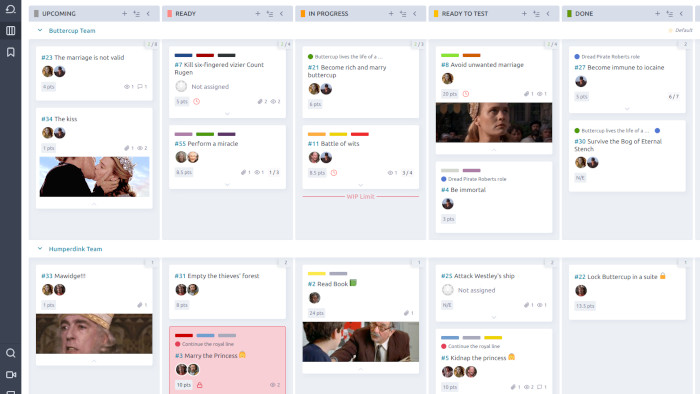 UPCOMING
READY
IN PROGRESS
READY TO TEST
DONE
Buttercup Team
Default
#23 The marriage is not valid
4 pts
1
1
#34 The kiss
1
2
#7 Kill six-fingered vizier Count
Rugen
Not assigned
5 pts
2
2
#35 Perform a miracle
8.5 pts
1
1
1 / 3
Buttercup lives the life of a ...
#21 Become rich and marry
buttercup
8 pts
#11 Battle of wits
8.5 pts
1
3 / 4
WIP Limit
#8 Avoid unwanted marriage
20 pts
1
1
Dread Pirate Roberts role
#4 Be immortal
3 pts
Dread Pirate Roberts role
#27 Become immune to iocaine
5 pts
6 / 7
Buttercup lives the life of a ...
#30 Survive the Bog of Eternal
Stench
N/E
Humperdink Team
1
2
1
2
1
#33 Mawidge!!!
1 pts
1
#31 Empty the thieves' forest
8 pts
Continue the royal line
#3 Marry the Princess
10 pts
2
#2 Read Book
24 pts
1
#25 Attack Westley's ship
Not assigned
N/E
1
1
Continue the royal line
#5 Kidnap the princess
10 pts
1
2
1
#22 Lock Buttercup in a suite
13.5 pts